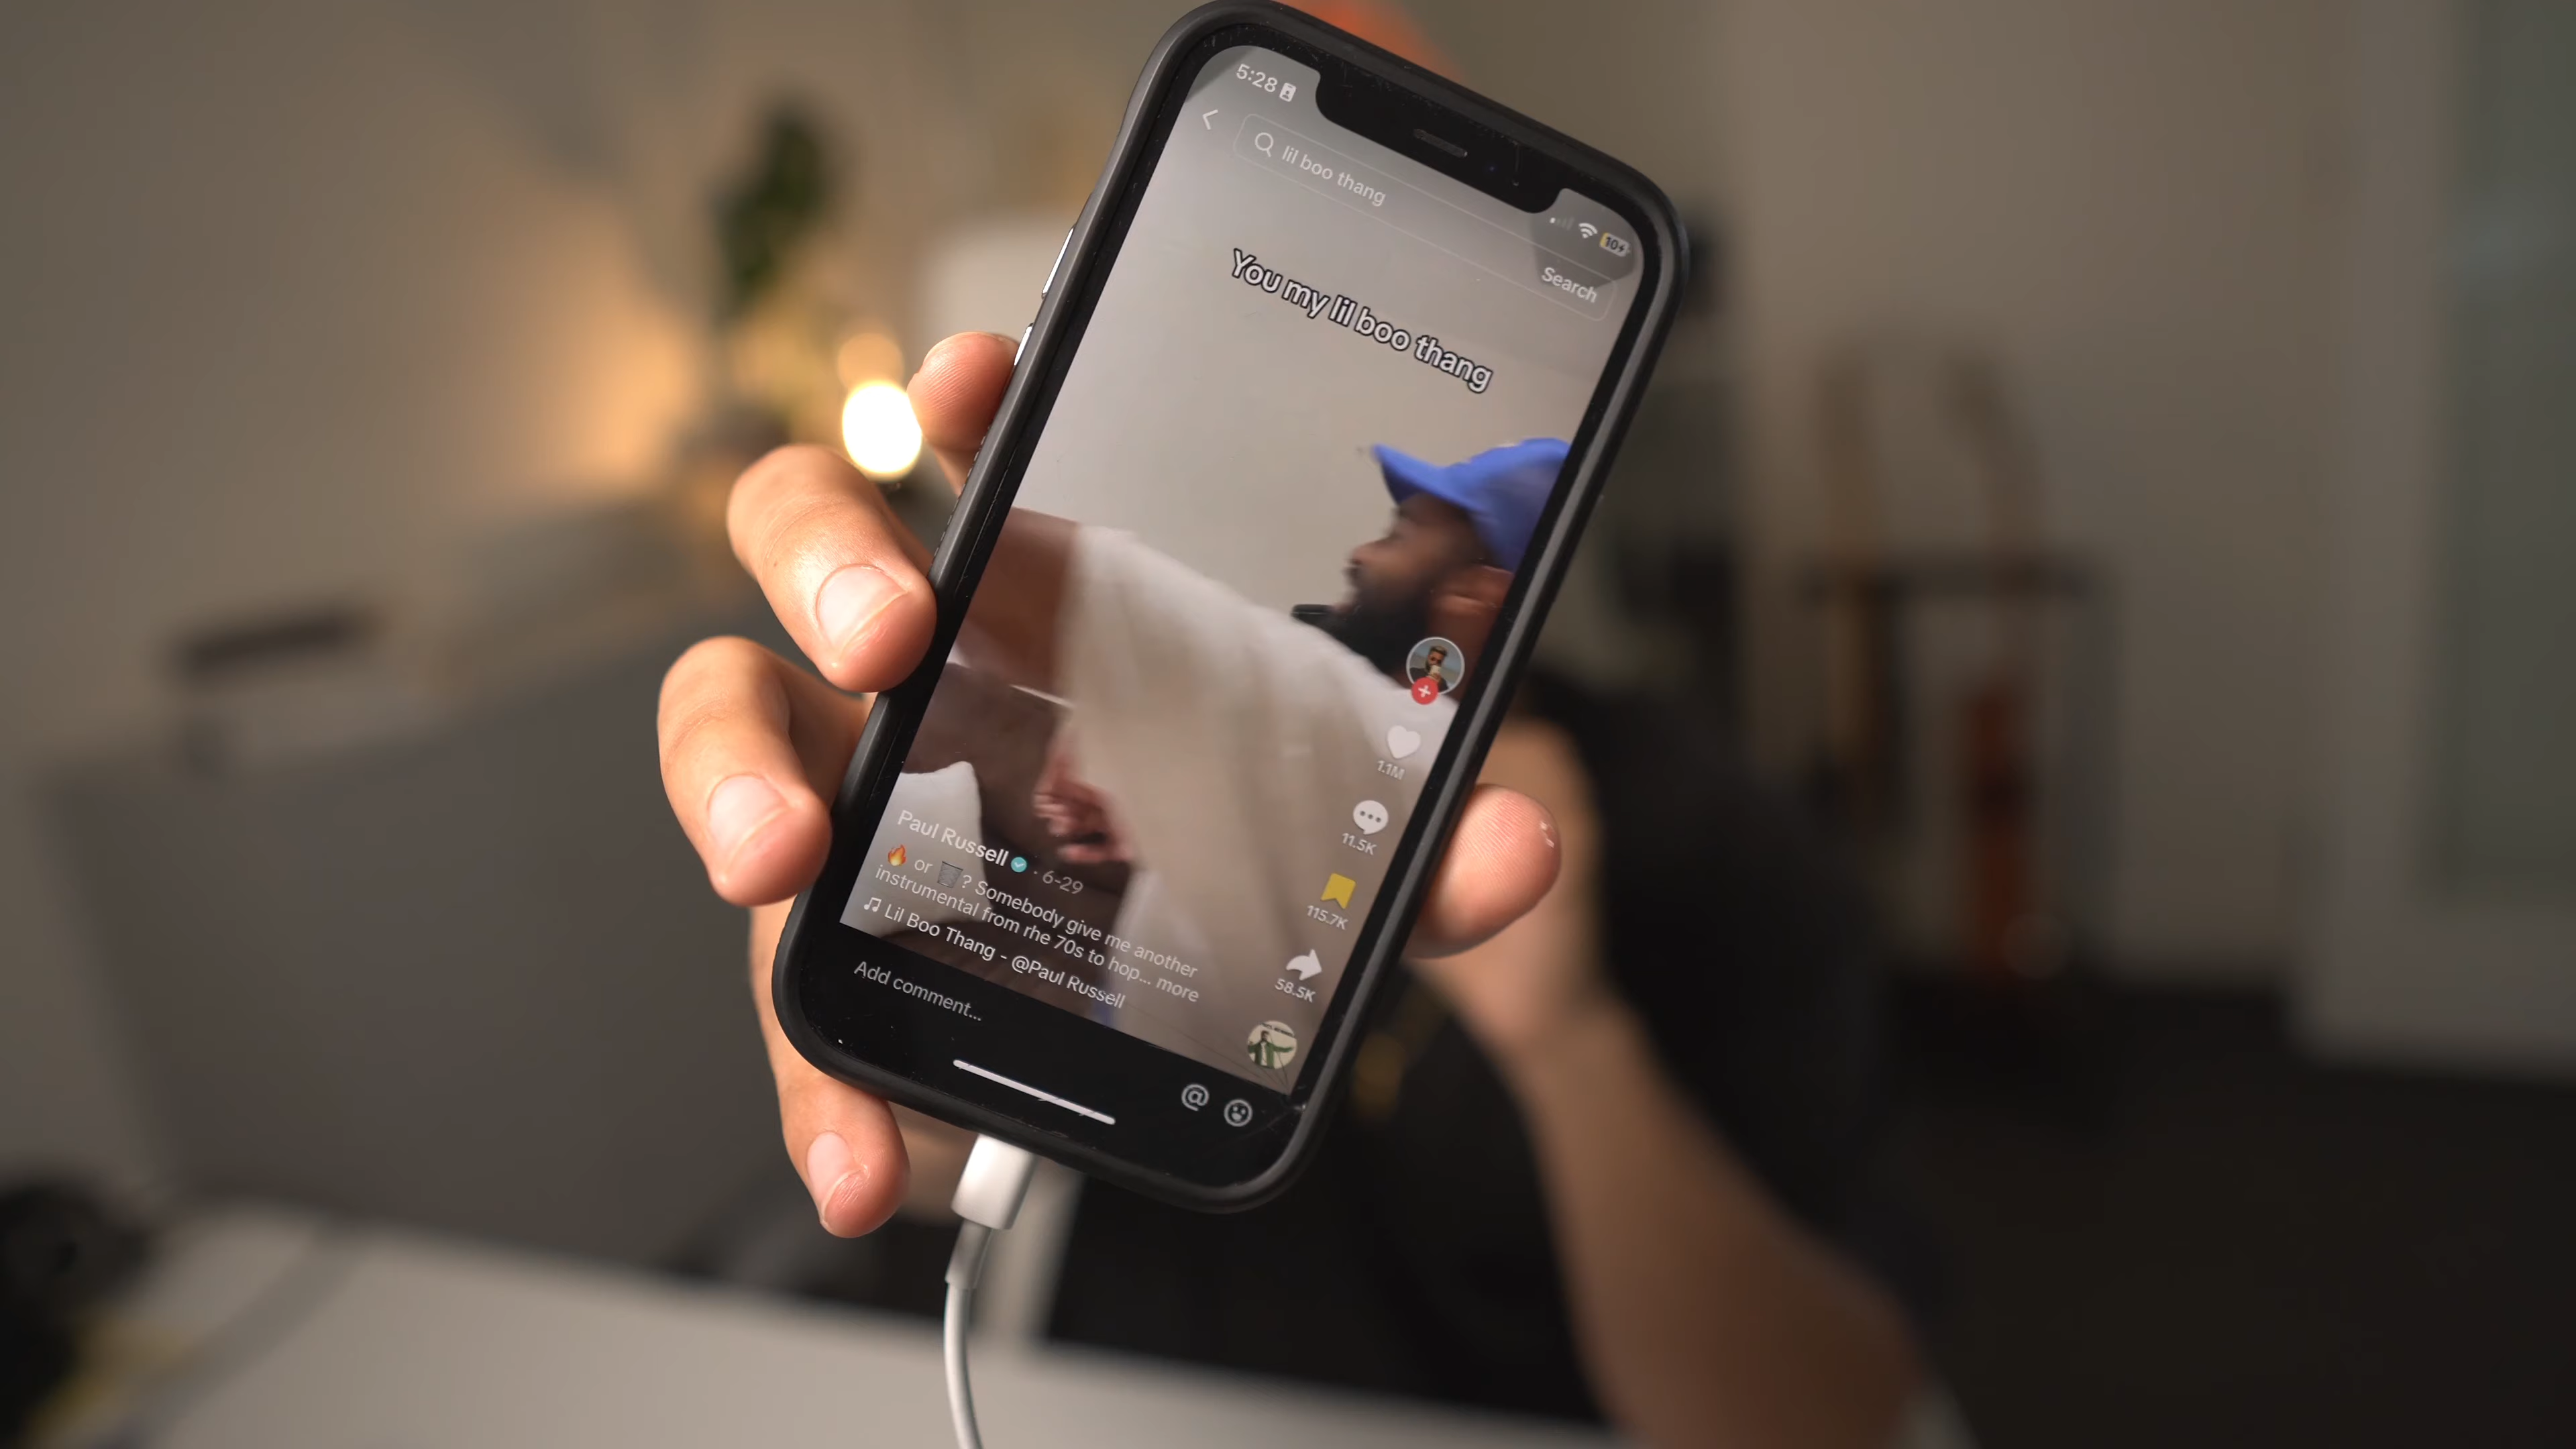 5:28
lil boo thang
10
Search
You my lil boo thang
1.1M
11.5K
115.7K
58.5K
Paul Russell · 6-29
🔥 or 🗑️? Somebody give me another
instrumental from rhe 70s to hop... more
Lil Boo Thang - @Paul Russell
Add comment...
@